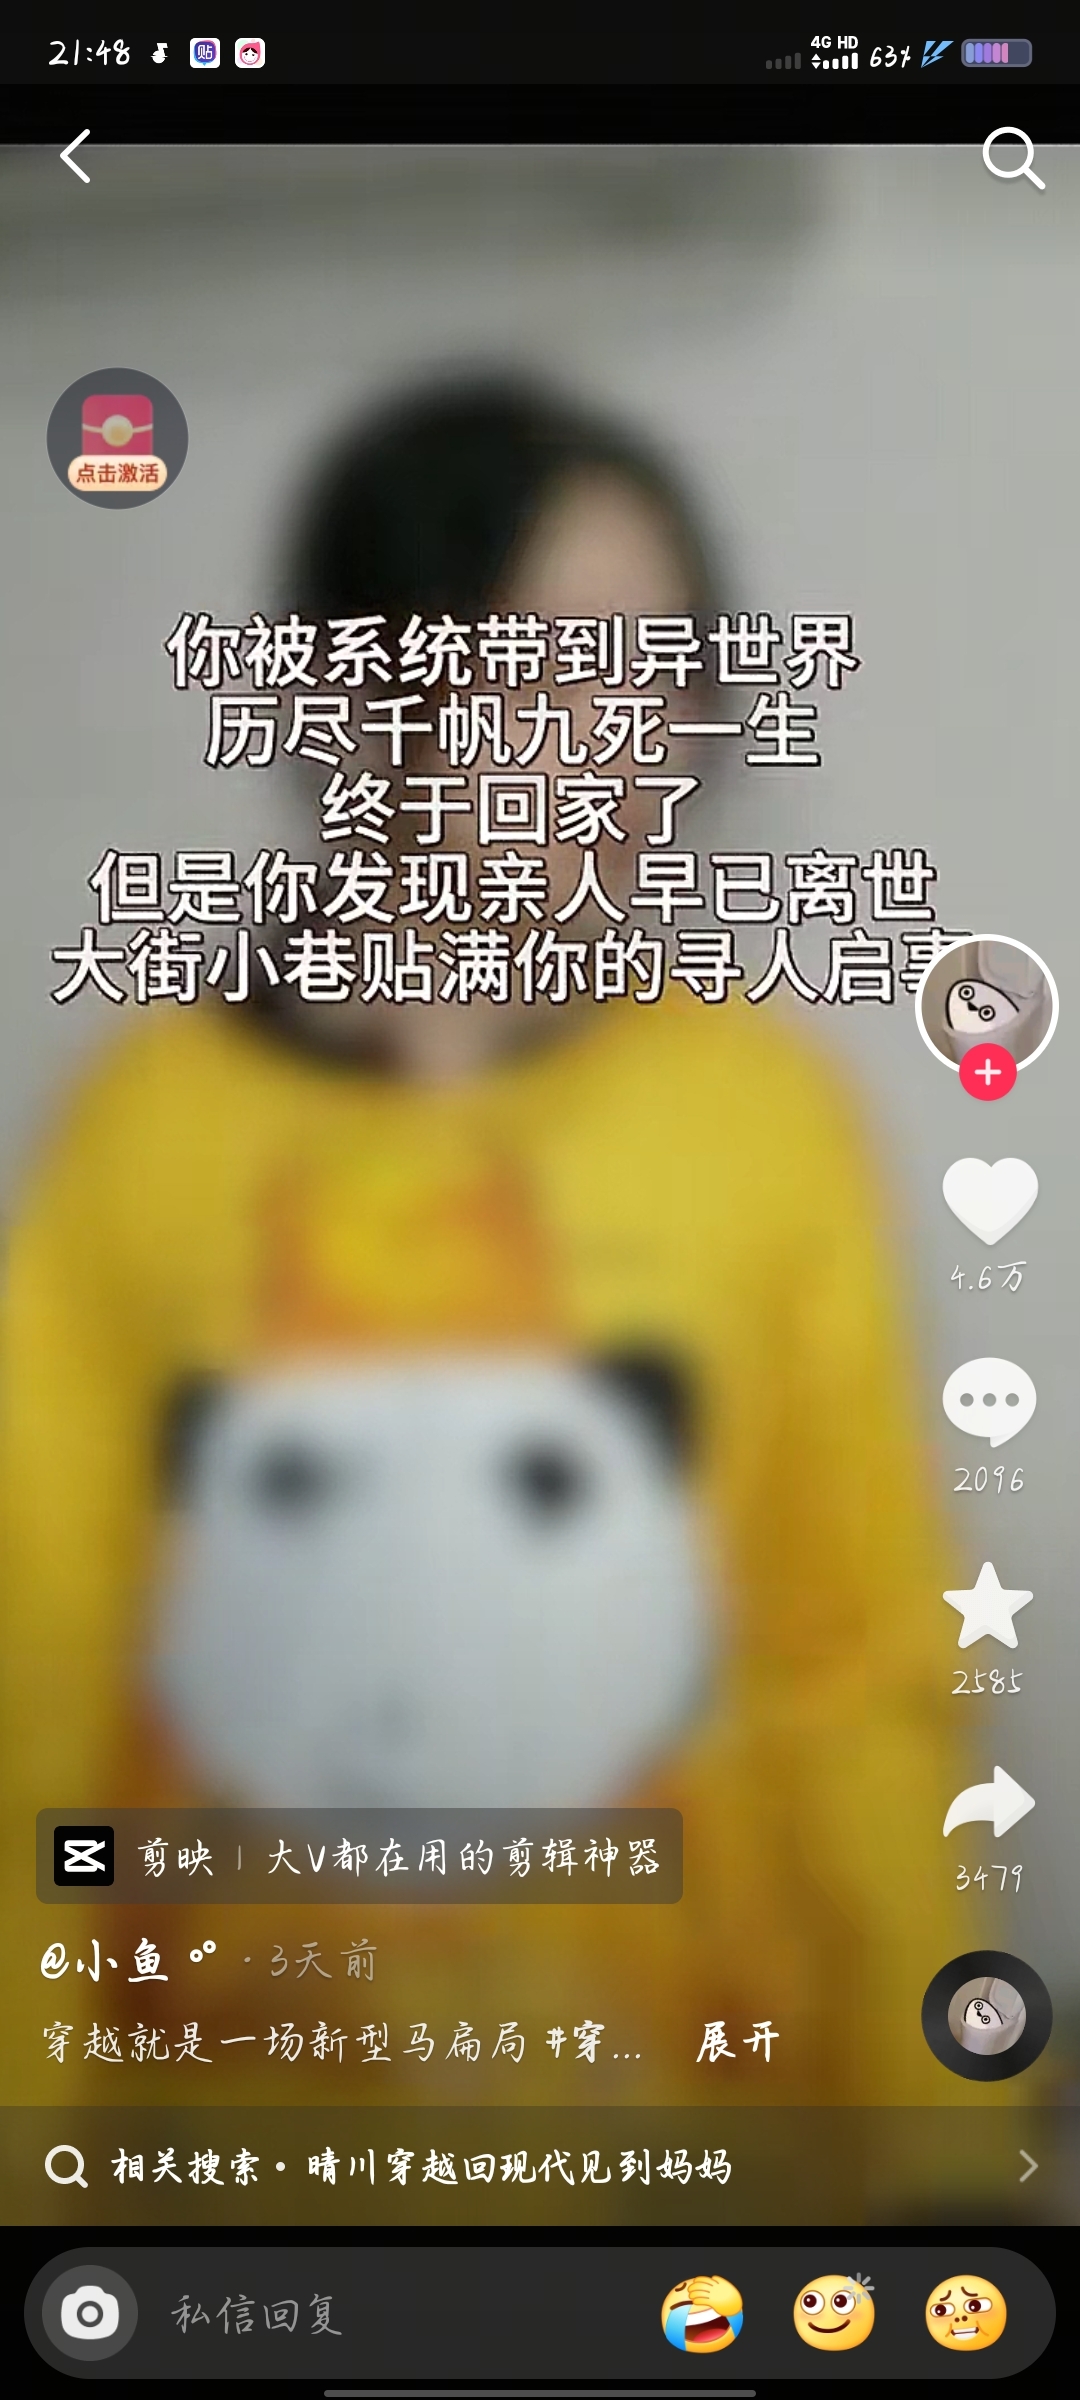 21:48
贴
4G HD
63%
点击激活
你被系统带到异世界
历尽千帆九死一生
终于回家了
但是你发现亲人早已离世
大街小巷贴满你的寻人启事
4.6万
2096
2585
3479
剪映 | 大V都在用的剪辑神器
@小鱼 · 3天前
穿越就是一场新型马扁局 #穿... 展开
相关搜索 · 晴川穿越回现代见到妈妈
私信回复